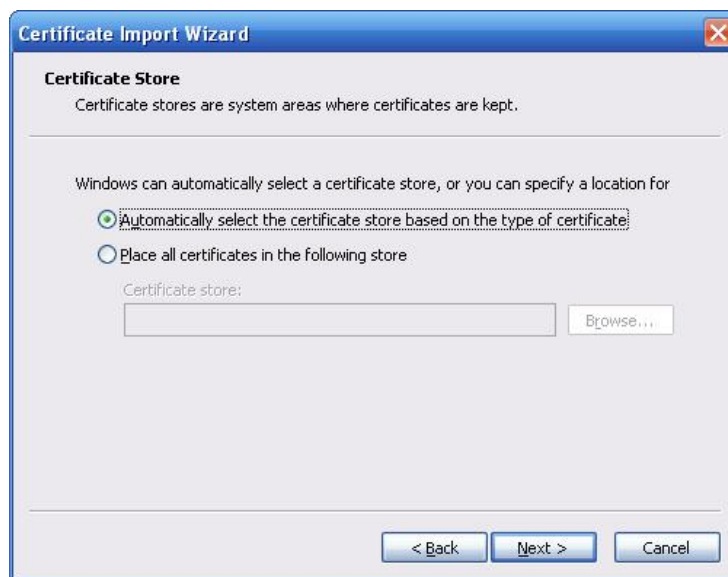 Certificate Import Wizard
Certificate Store
Certificate stores are system areas where certificates are kept.
Windows can automatically select a certificate store, or you can specify a location for
Automatically select the certificate store based on the type of certificate
Place all certificates in the following store
Certificate store:
Browse...
< Back Next > Cancel